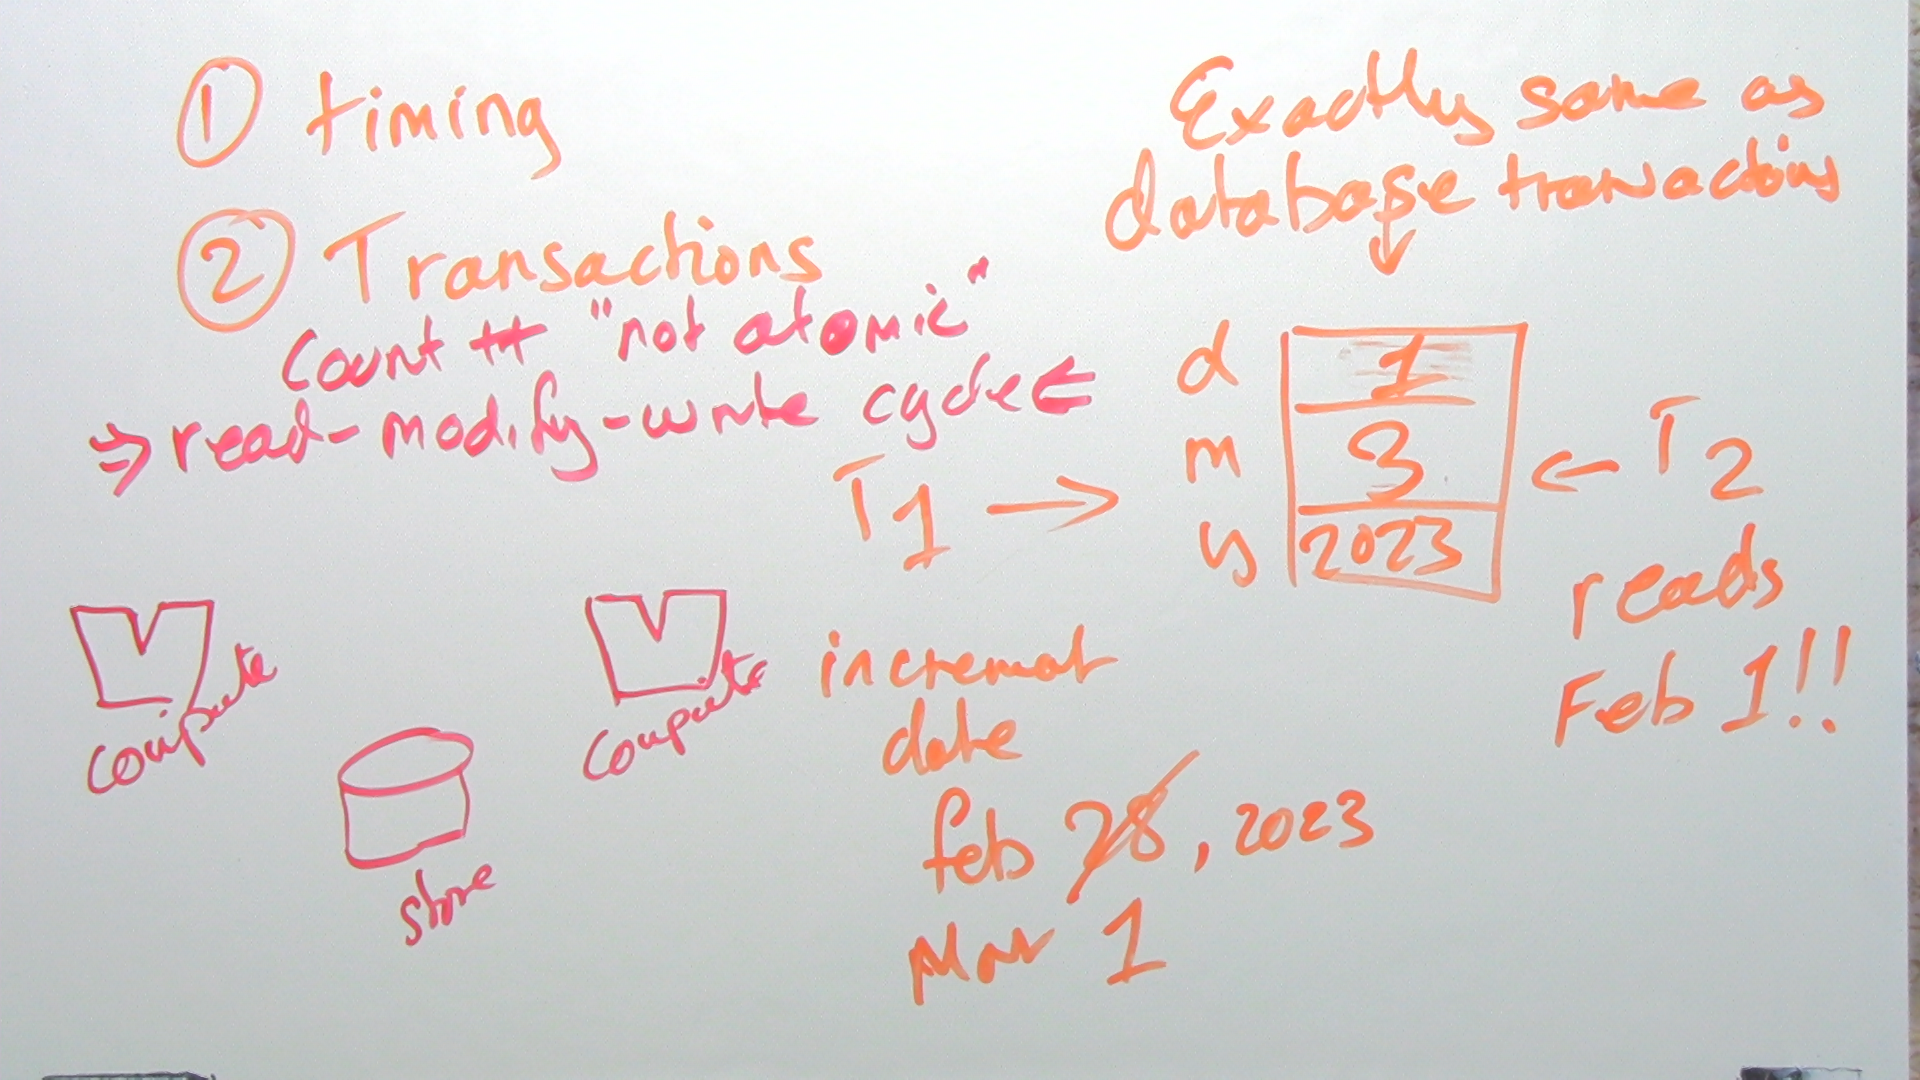 ① timing
② Transactions
Count ++ "not atomic"
⇒ read-modify-write cycle ⇐
compute
compute
store
Exactly same as
database transactions
↓
d 1
m 3
y 2023
T1 →
← T2
reads
Feb 1!!
increment
date
feb 28, 2023
Mar 1